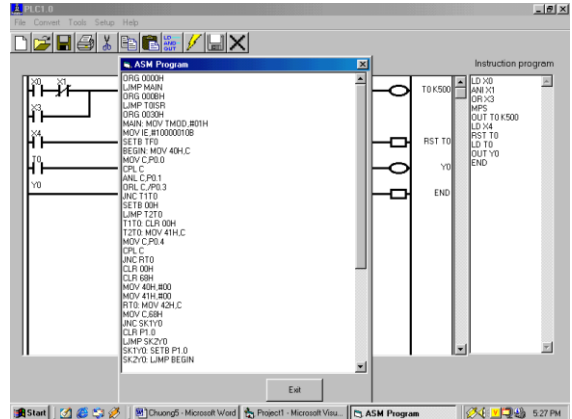 PLC1.0
File Convert Tools Setup Help
LD
AND
OUT
Instruction program
X0 X1
X3
X4
T0
Y0
ASM Program
ORG 0000H
LJMP MAIN
ORG 000BH
LJMP T0ISR
ORG 0030H
MAIN: MOV TMOD,#01H
MOV IE,#10000010B
SETB TF0
BEGIN: MOV 40H,C
MOV C,P0.0
CPL C
ANL C,P0.1
ORL C,/P0.3
JNC T1T0
SETB 00H
LJMP T2T0
T1T0: CLR 00H
T2T0: MOV 41H,C
MOV C,P0.4
CPL C
JNC RT0
CLR 00H
CLR 68H
MOV 40H,#00
MOV 41H,#00
RT0: MOV 42H,C
MOV C,68H
JNC SK1Y0
CLR P1.0
LJMP SK2Y0
SK1Y0: SETB P1.0
SK2Y0: LJMP BEGIN
Exit
T0 K500
RST T0
Y0
END
LD X0
ANI X1
OR X3
MPS
OUT T0 K500
LD X4
RST T0
LD T0
OUT Y0
END
Start
Chuong5 - Microsoft Word
Project1 - Microsoft Visu...
ASM Program
5:27 PM